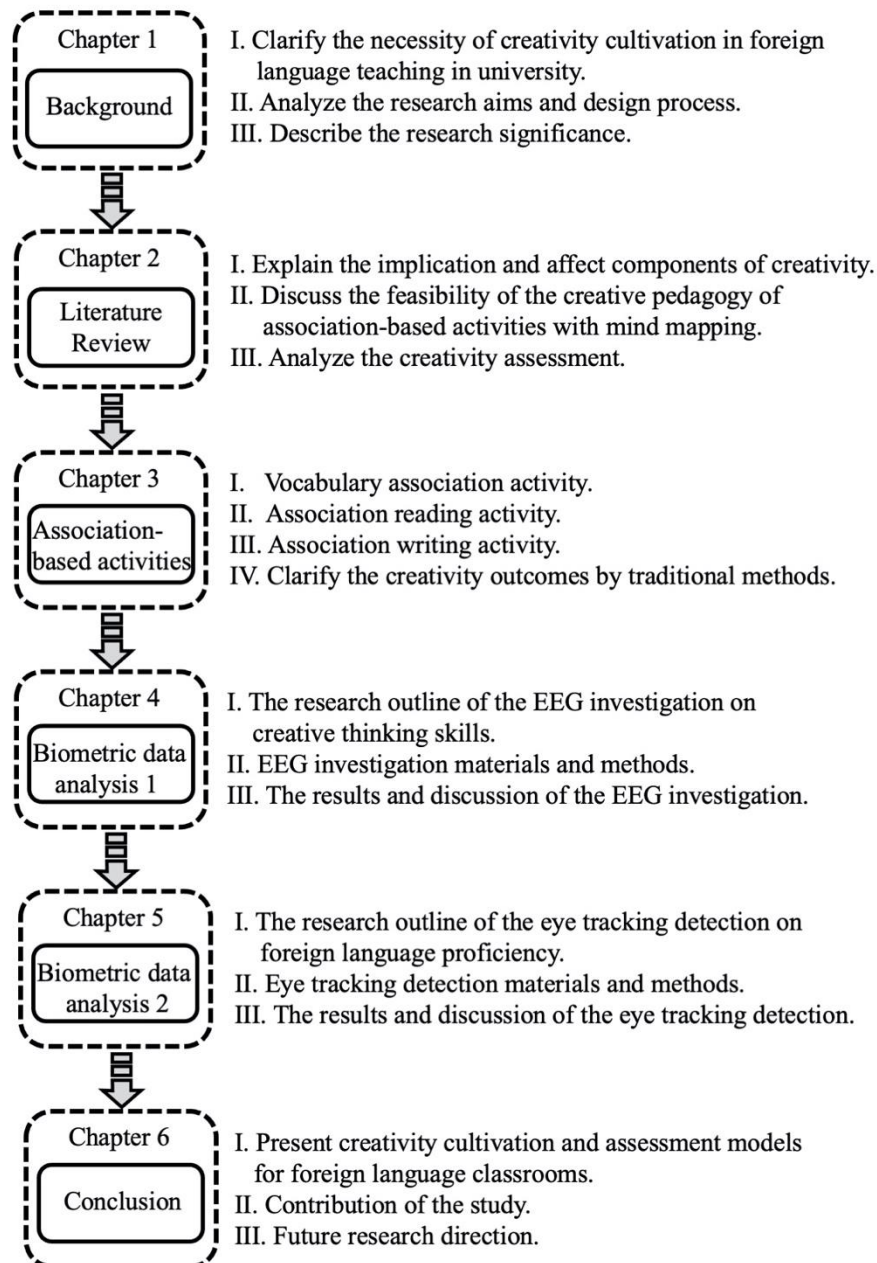 Chapter 1
Background
I. Clarify the necessity of creativity cultivation in foreign
language teaching in university.
II. Analyze the research aims and design process.
III. Describe the research significance.
Chapter 2
Literature
Review
I. Explain the implication and affect components of creativity.
II. Discuss the feasibility of the creative pedagogy of
association-based activities with mind mapping.
III. Analyze the creativity assessment.
Chapter 3
Association-
based activities
I. Vocabulary association activity.
II. Association reading activity.
III. Association writing activity.
IV. Clarify the creativity outcomes by traditional methods.
Chapter 4
Biometric data
analysis 1
I. The research outline of the EEG investigation on
creative thinking skills.
II. EEG investigation materials and methods.
III. The results and discussion of the EEG investigation.
Chapter 5
Biometric data
analysis 2
I. The research outline of the eye tracking detection on
foreign language proficiency.
II. Eye tracking detection materials and methods.
III. The results and discussion of the eye tracking detection.
Chapter 6
Conclusion
I. Present creativity cultivation and assessment models
for foreign language classrooms.
II. Contribution of the study.
III. Future research direction.